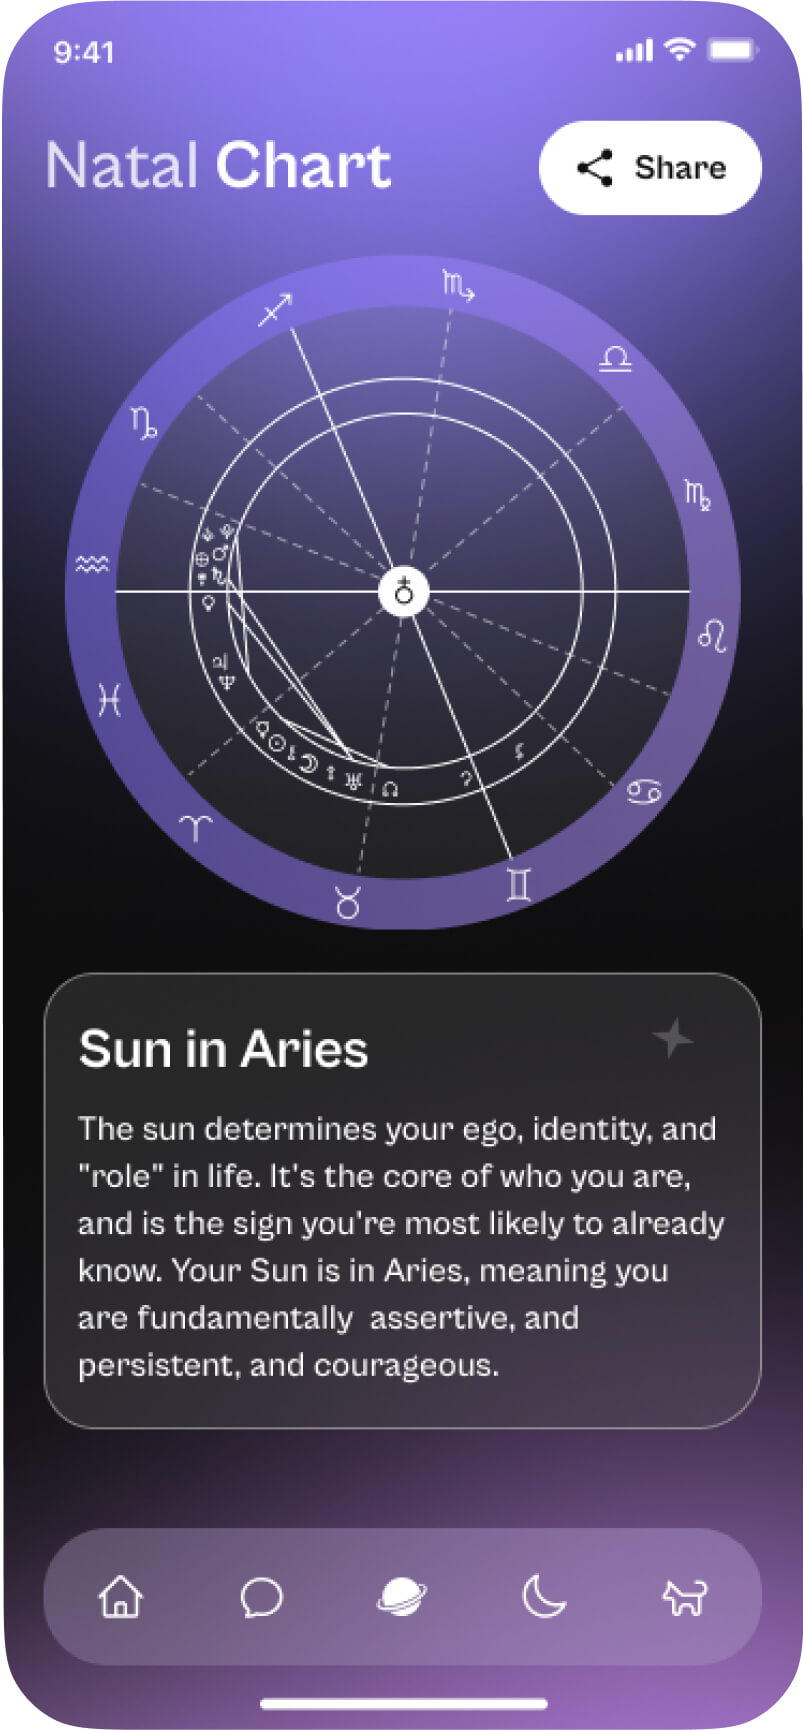 9:41
Natal Chart
Share
♐ ♏
♎
♑
♍
♒
♌
♓
♋
♈
♉ ♊
Sun in Aries
The sun determines your ego, identity, and
"role" in life. It's the core of who you are,
and is the sign you're most likely to already
know. Your Sun is in Aries, meaning you
are fundamentally  assertive, and
persistent, and courageous.